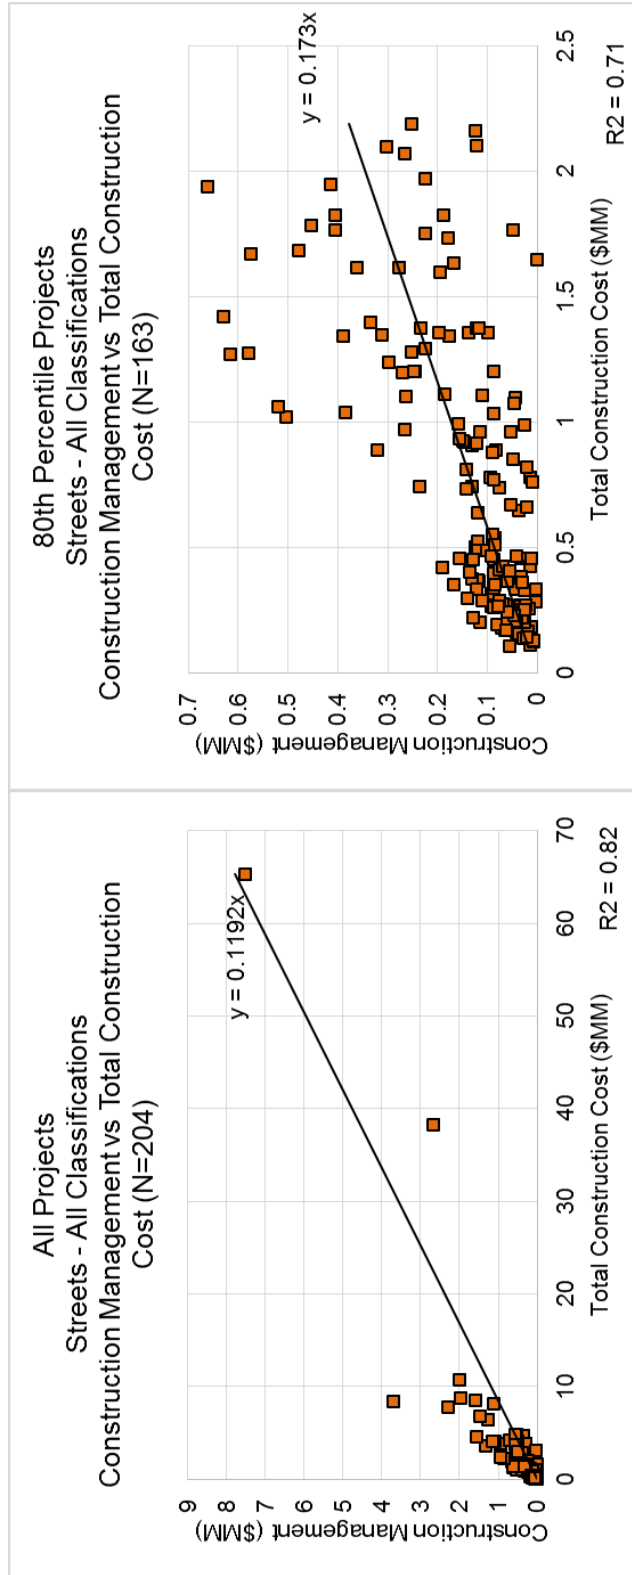 All Projects
Streets - All Classifications
Construction Management vs Total Construction
Cost (N=204)
Construction Management ($MM)
9
8
7
6
5
4
3
2
1
0
y = 0.1192x
0
10
20
30
40
50
60
70
Total Construction Cost ($MM)
R2 = 0.82
80th Percentile Projects
Streets - All Classifications
Construction Management vs Total Construction
Cost (N=163)
Construction Management ($MM)
0.7
0.6
0.5
0.4
0.3
0.2
0.1
0
y = 0.173x
0
0.5
1
1.5
2
2.5
Total Construction Cost ($MM)
R2 = 0.71